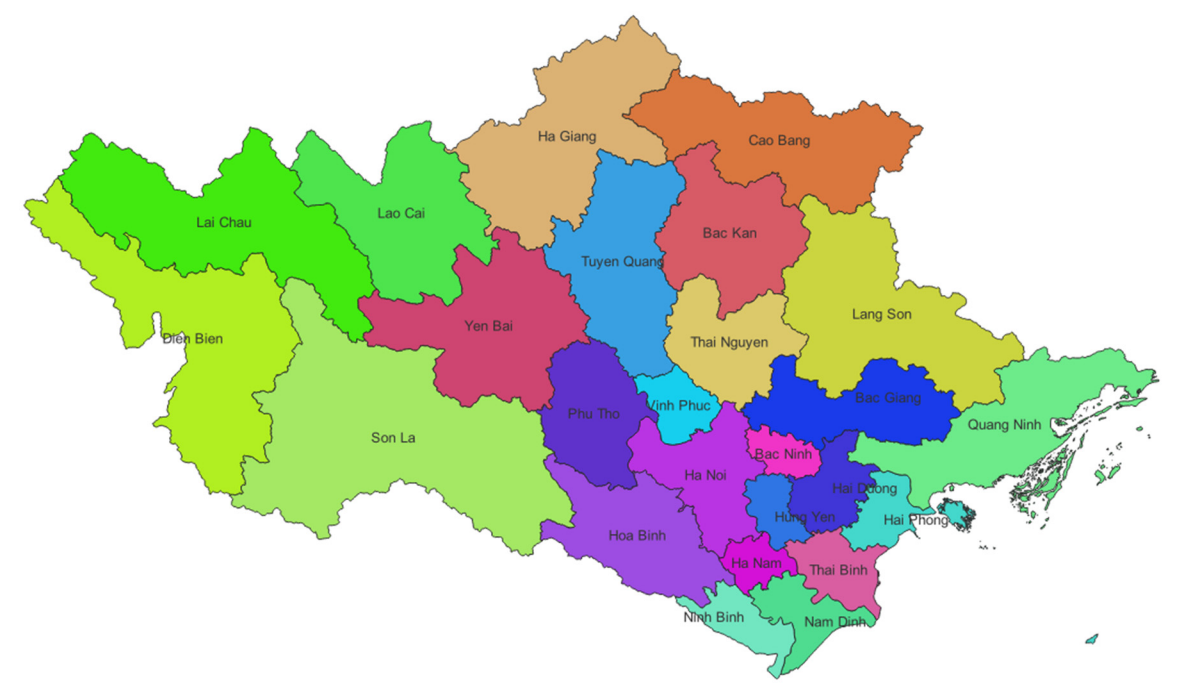 Ha Giang
Cao Bang
Lai Chau
Lao Cai
Bac Kan
Tuyen Quang
Lang Son
Yen Bai
Dien Bien
Thai Nguyen
Bac Giang
Vinh Phuc
Phu Tho
Quang Ninh
Son La
Bac Ninh
Ha Noi
Hai Duong
Hung Yen
Hai Phong
Hoa Binh
Ha Nam
Thai Binh
Ninh Binh
Nam Dinh